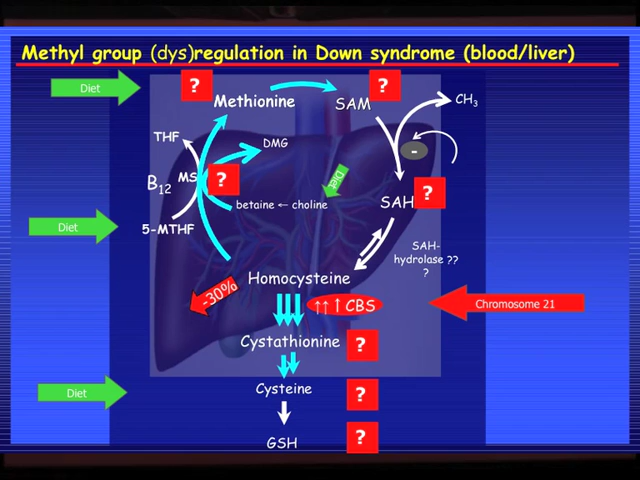 Methyl group (dys)regulation in Down syndrome (blood/liver)
Diet
?
?
Methionine
SAM
CH3
THF
DMG
-
B12
MS
?
Diet
?
betaine ← choline
SAH
Diet
5-MTHF
SAH-
hydrolase ??
?
Homocysteine
-30%
↑↑↑CBS
Chromosome 21
Cystathionine
?
Diet
Cysteine
?
GSH
?